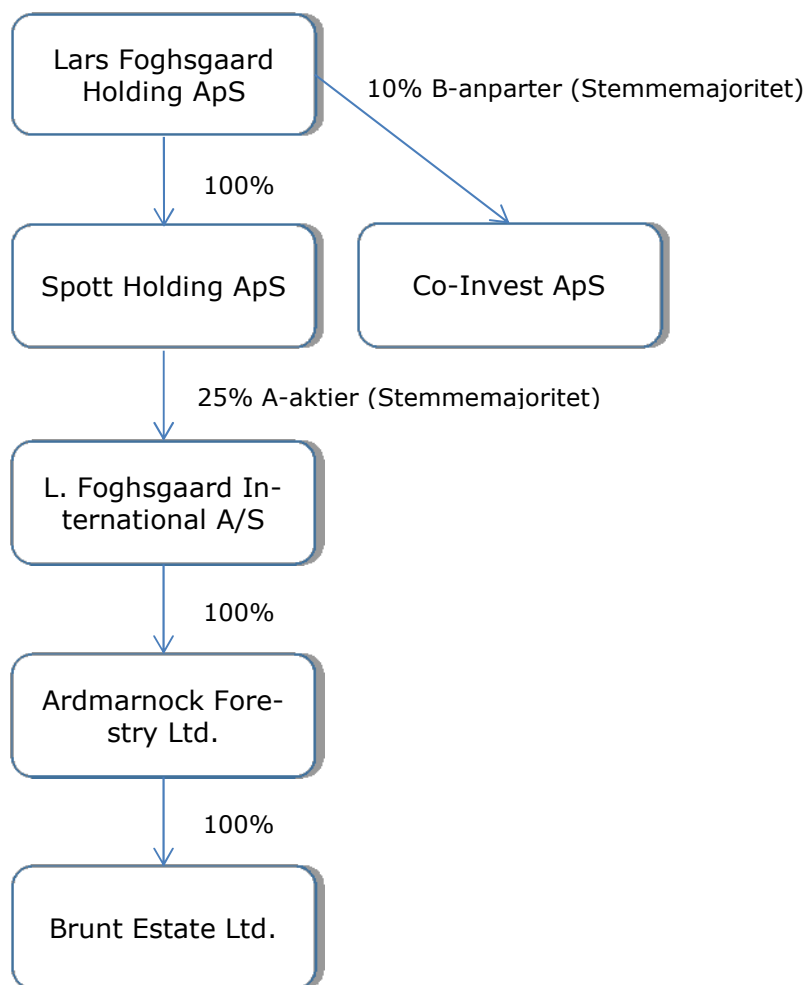 Lars Foghsgaard
Holding ApS
10% B-anparter (Stemmemajoritet)
100%
Spott Holding ApS
Co-Invest ApS
25% A-aktier (Stemmemajoritet)
L. Foghsgaard In-
ternational A/S
100%
Ardmarnock Fore-
stry Ltd.
100%
Brunt Estate Ltd.